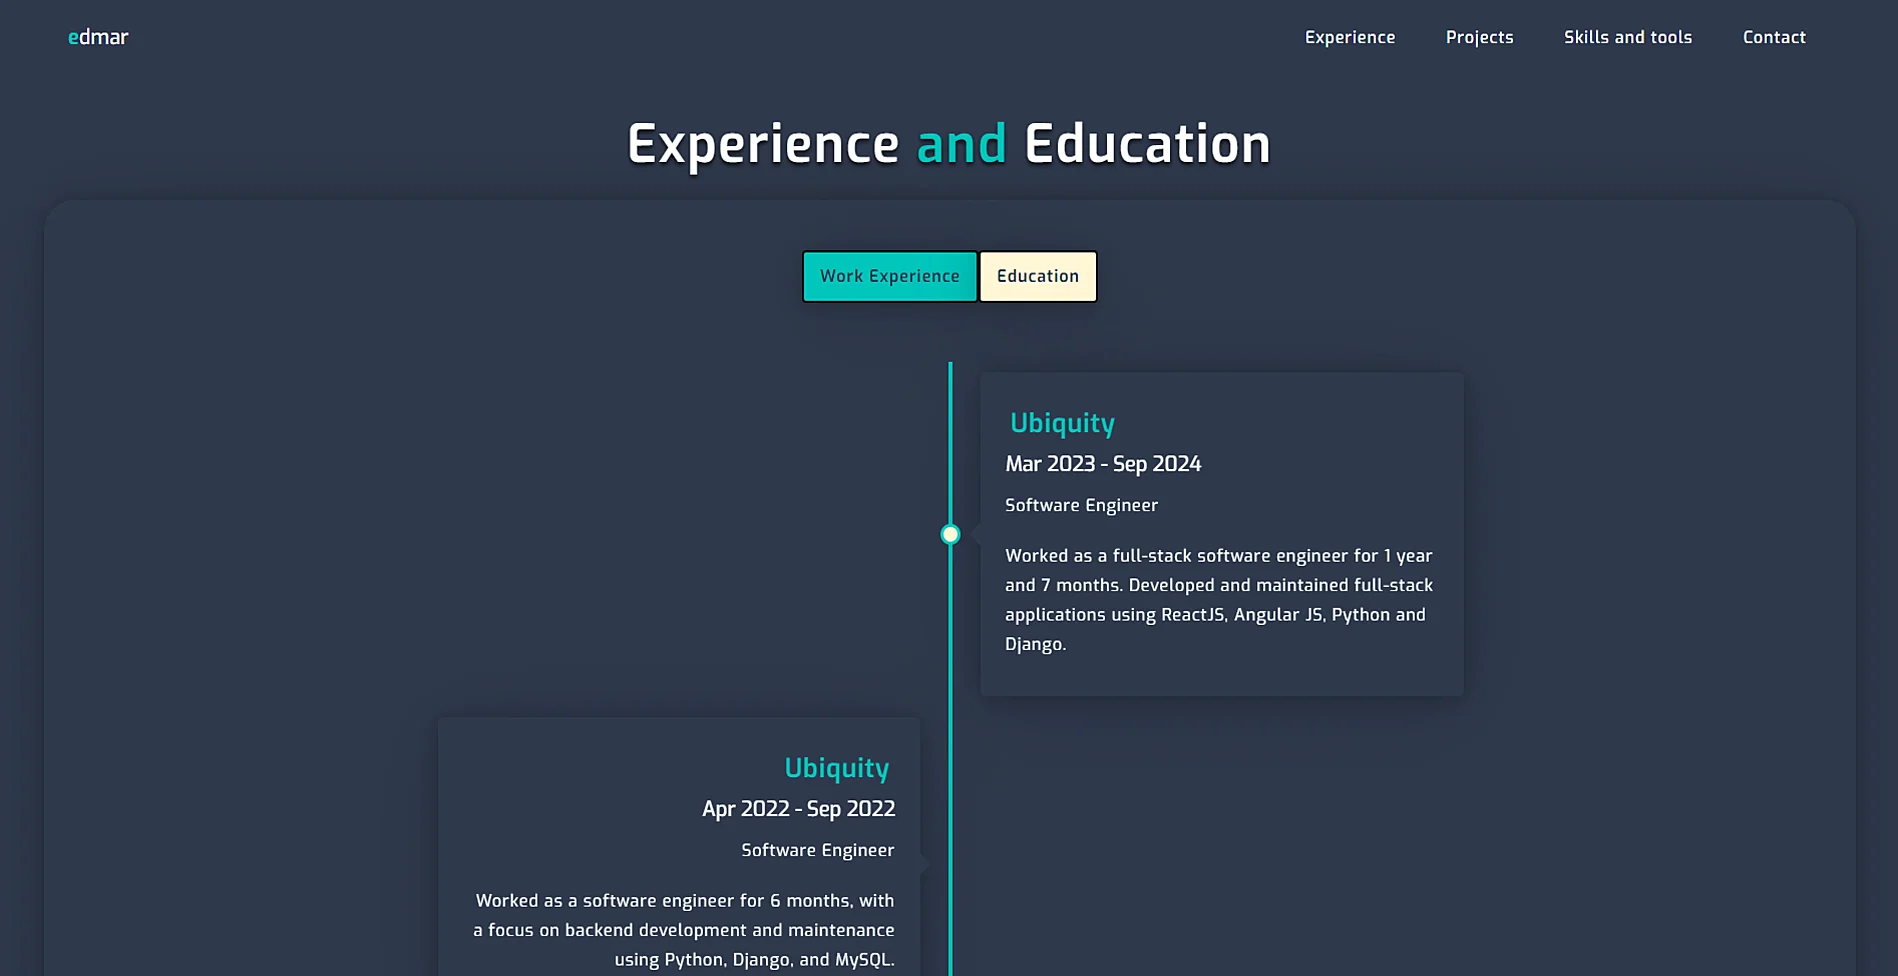 edmar
Experience Projects Skills and tools Contact
Experience and Education
Work Experience Education
Ubiquity
Mar 2023 - Sep 2024
Software Engineer
Worked as a full-stack software engineer for 1 year
and 7 months. Developed and maintained full-stack
applications using ReactJS, Angular JS, Python and
Django.
Ubiquity
Apr 2022 - Sep 2022
Software Engineer
Worked as a software engineer for 6 months, with
a focus on backend development and maintenance
using Python, Django, and MySQL.